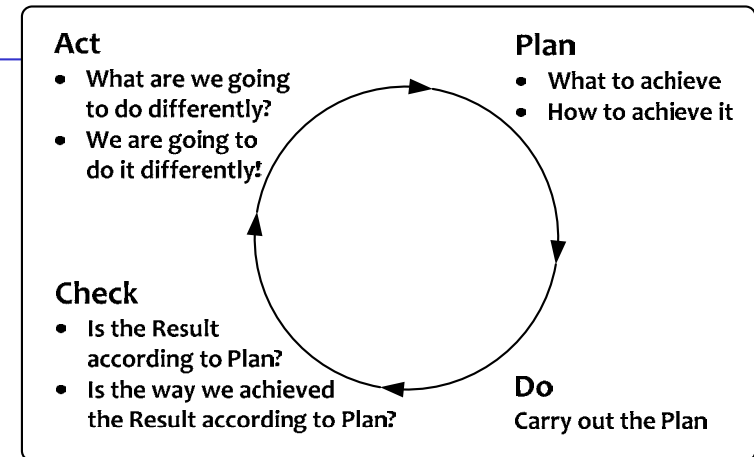 Act
• What are we going
to do differently?
• We are going to
do it differently!
Plan
• What to achieve
• How to achieve it
Check
• Is the Result
according to Plan?
• Is the way we achieved
the Result according to Plan?
Do
Carry out the Plan